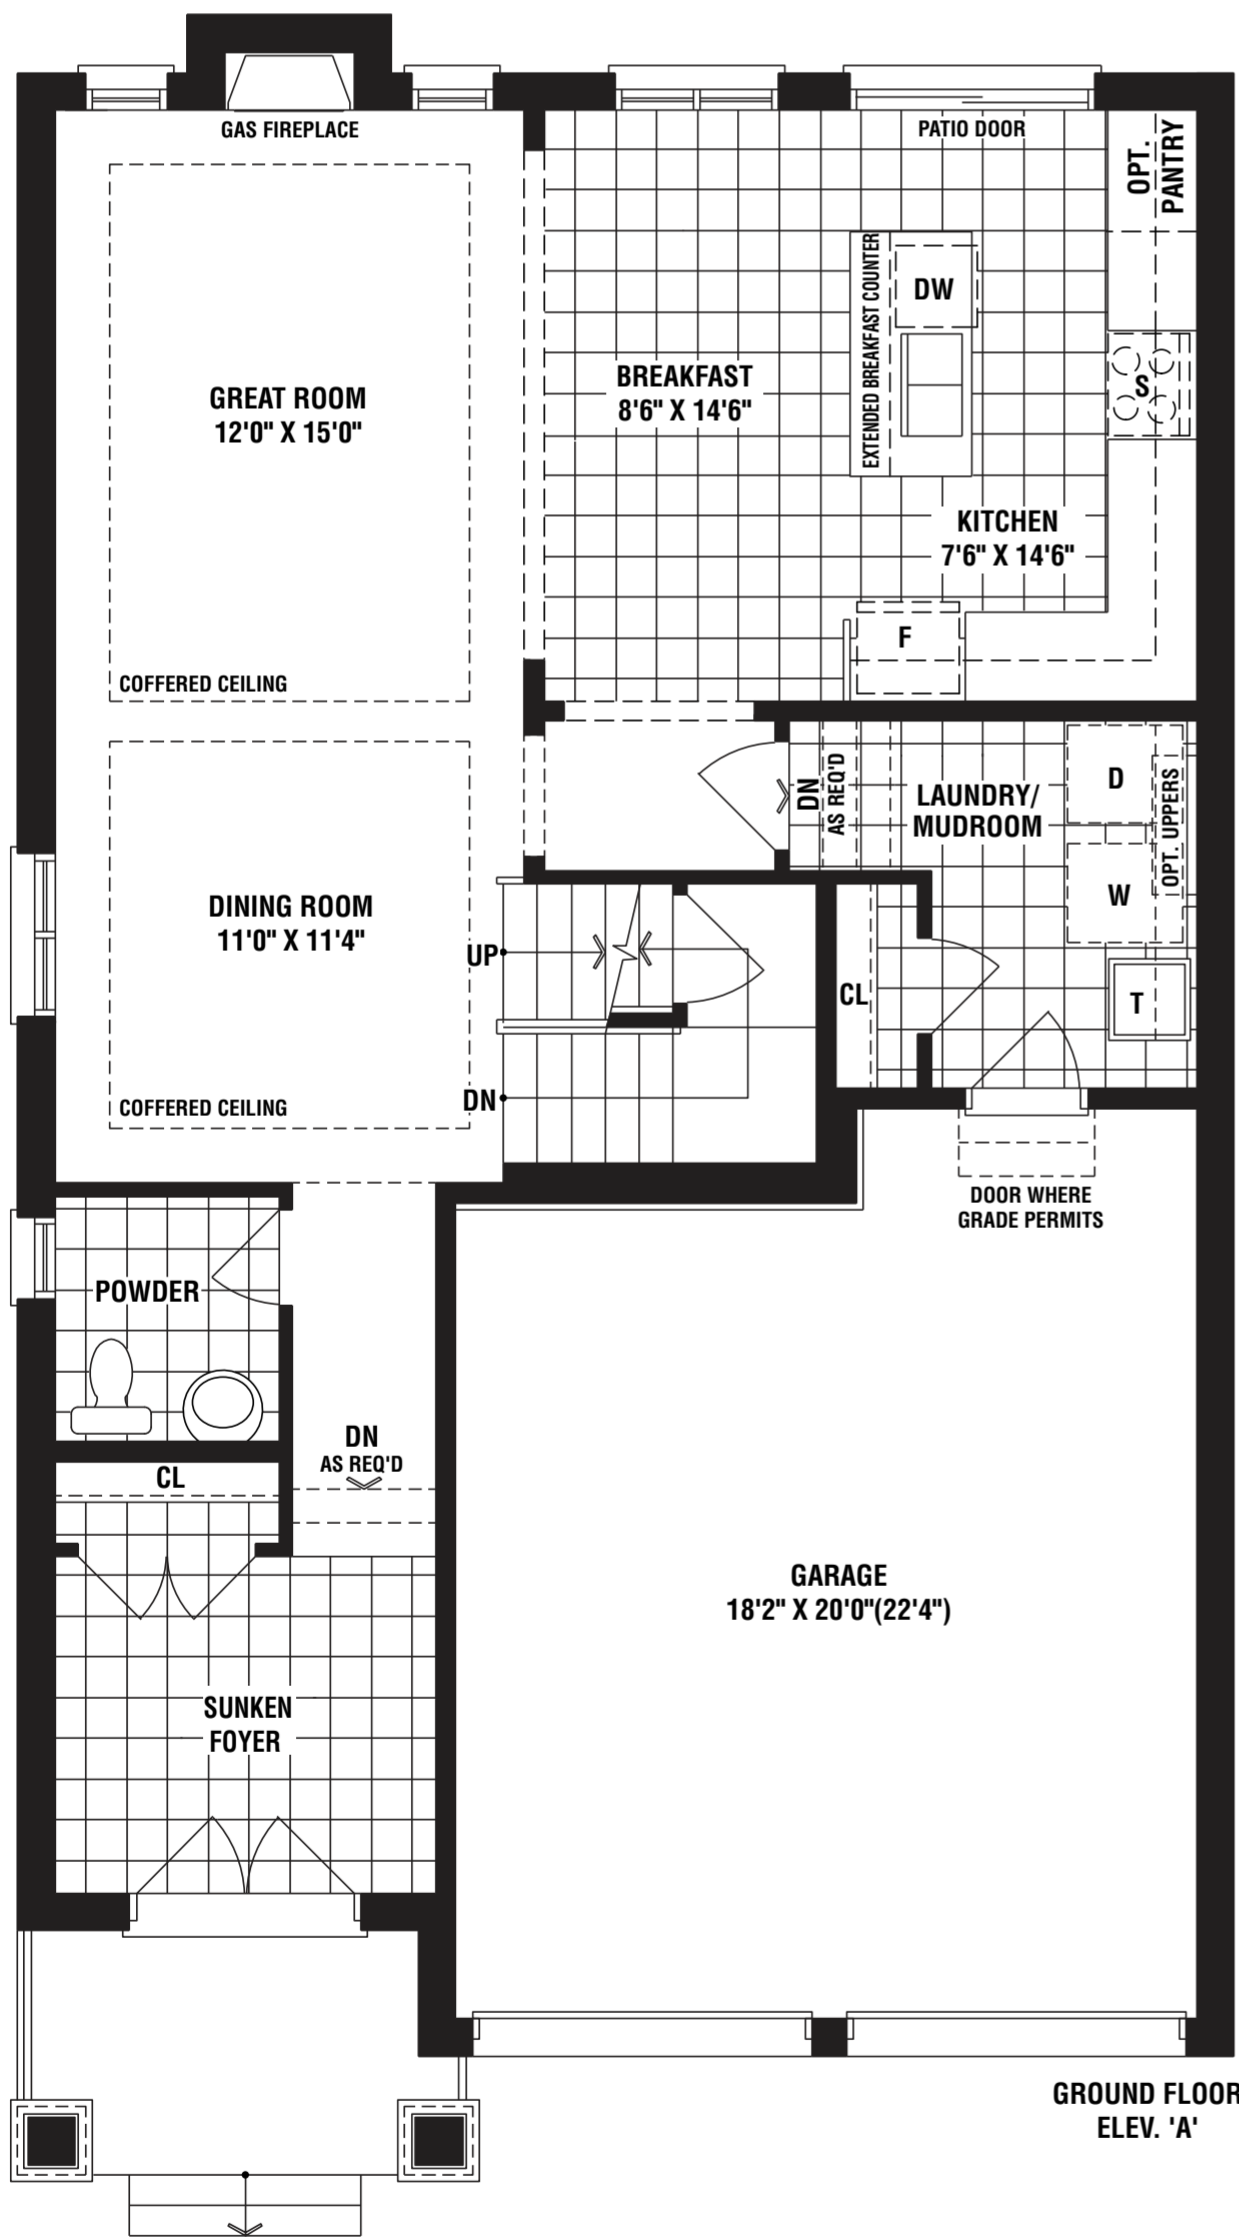 GAS FIREPLACE
PATIO DOOR
OPT.
PANTRY
EXTENDED BREAKFAST COUNTER
DW
GREAT ROOM
12'0" X 15'0"
BREAKFAST
8'6" X 14'6"
S
KITCHEN
7'6" X 14'6"
F
COFFERED CEILING
DN
AS REQ'D
LAUNDRY/
MUDROOM
D
OPT. UPPERS
W
DINING ROOM
11'0" X 11'4"
UP
CL
T
DN
COFFERED CEILING
DOOR WHERE
GRADE PERMITS
POWDER
DN
AS REQ'D
CL
GARAGE
18'2" X 20'0"(22'4")
SUNKEN
FOYER
GROUND FLOOR
ELEV. 'A'